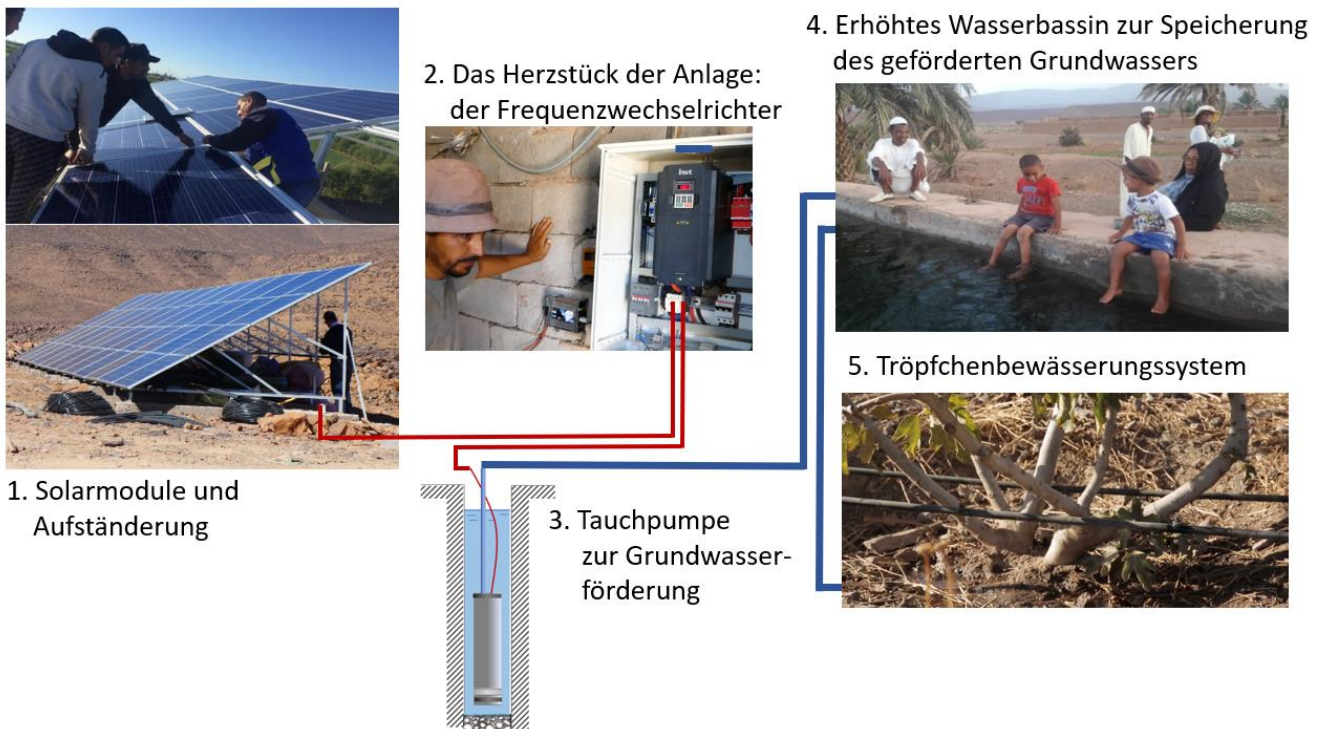 1. Solarmodule und
Aufständerung
2. Das Herzstück der Anlage:
der Frequenzwechselrichter
3. Tauchpumpe
zur Grundwasser-
förderung
4. Erhöhtes Wasserbassin zur Speicherung
des geförderten Grundwassers
5. Tröpfchenbewässerungssystem